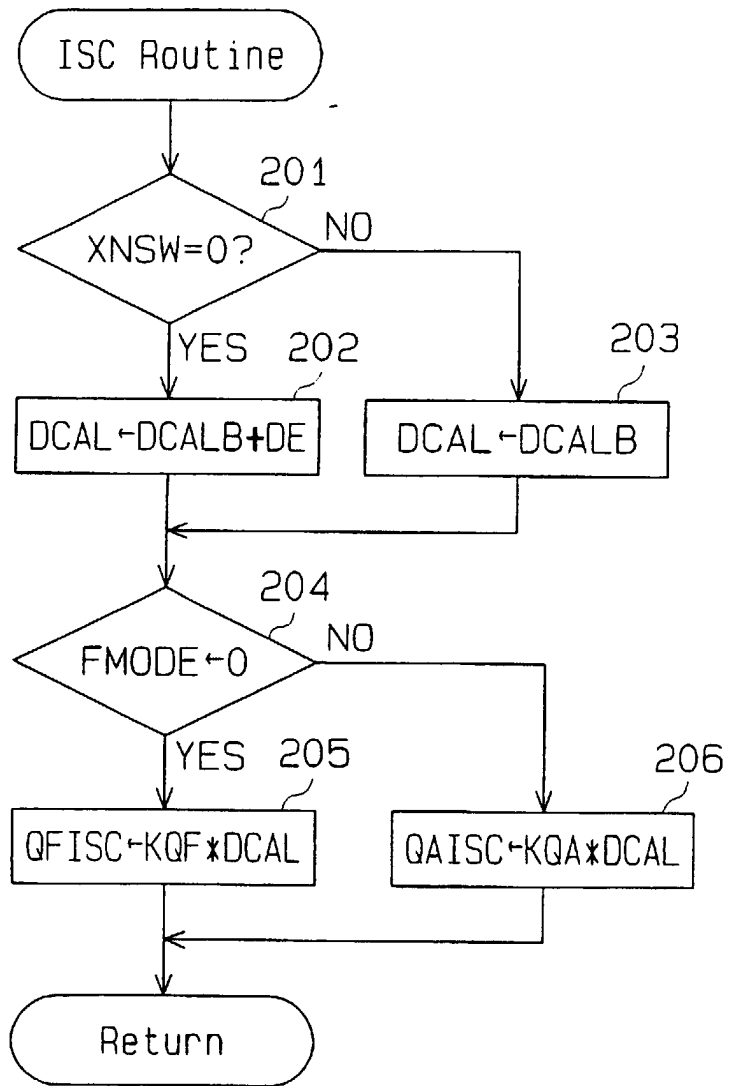 ISC Routine
201
XNSW=0?
NO
YES
202
203
DCAL←DCALB+DE
DCAL←DCALB
204
FMODE←0
NO
YES
205
206
QFISC←KQF*DCAL
QAISC←KQA*DCAL
Return